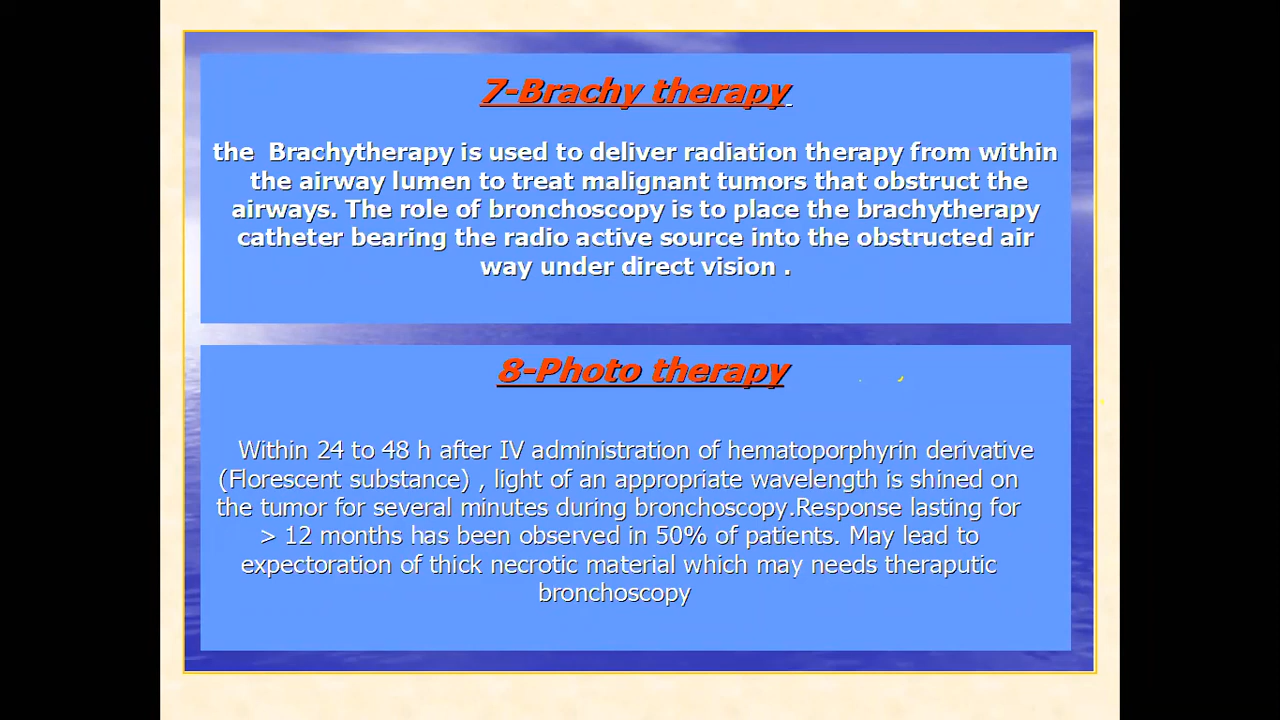 7-Brachy therapy
the Brachytherapy is used to deliver radiation therapy from within
the airway lumen to treat malignant tumors that obstruct the
airways. The role of bronchoscopy is to place the brachytherapy
catheter bearing the radio active source into the obstructed air
way under direct vision .
8-Photo therapy
Within 24 to 48 h after IV administration of hematoporphyrin derivative
(Florescent substance) , light of an appropriate wavelength is shined on
the tumor for several minutes during bronchoscopy.Response lasting for
> 12 months has been observed in 50% of patients. May lead to
expectoration of thick necrotic material which may needs theraputic
bronchoscopy